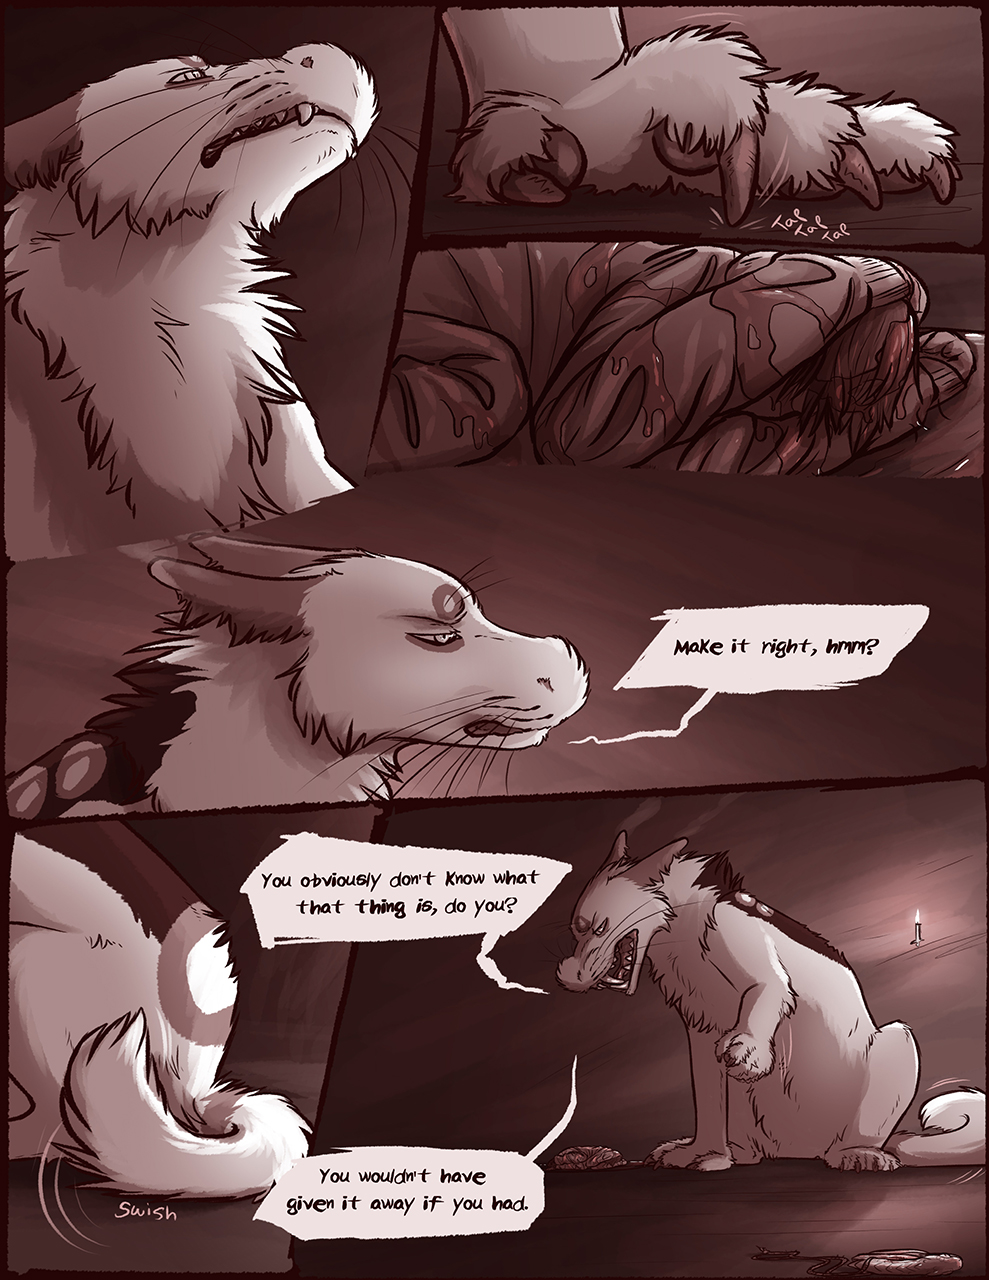 Tap
Tap
Tap
Make it right, hmm?
You obviously don't know what
that thing is, do you?
Swish
You wouldn't have
given it away if you had.